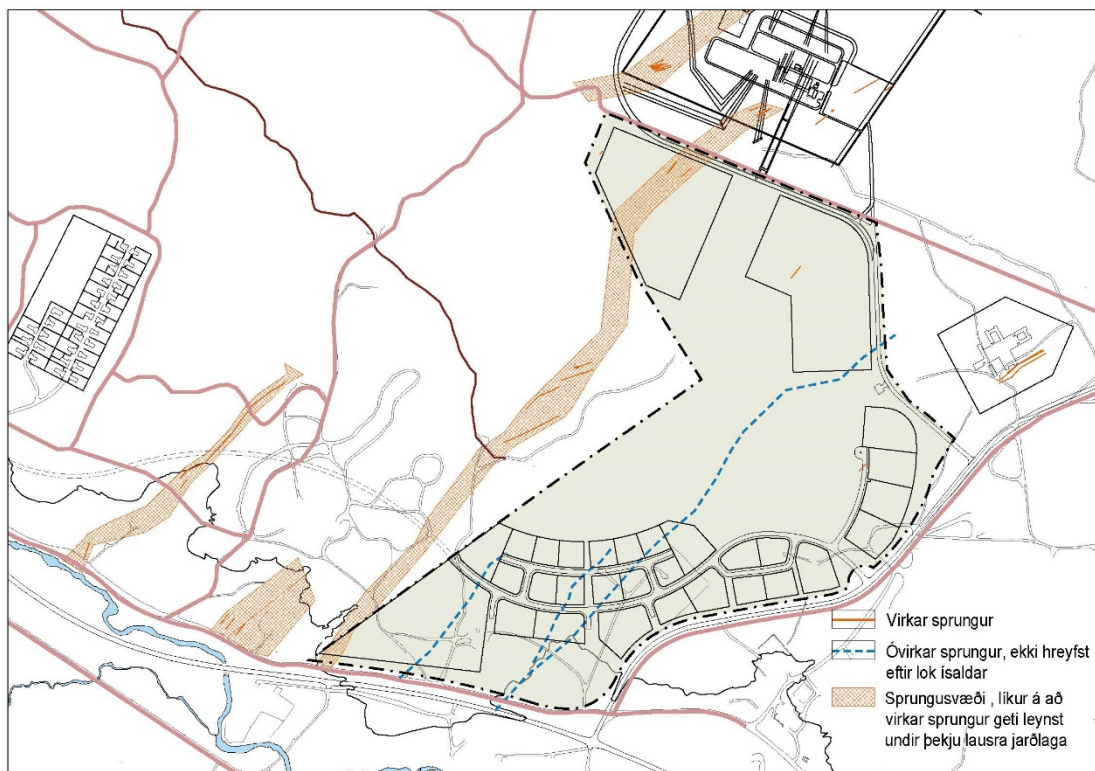 Virkar sprungur
Óvirkar sprungur, ekki hreyfst
eftir lok ísaldar
Sprungusvæði , líkur á að
virkar sprungur geti leynst
undir þekju lausra jarðlaga